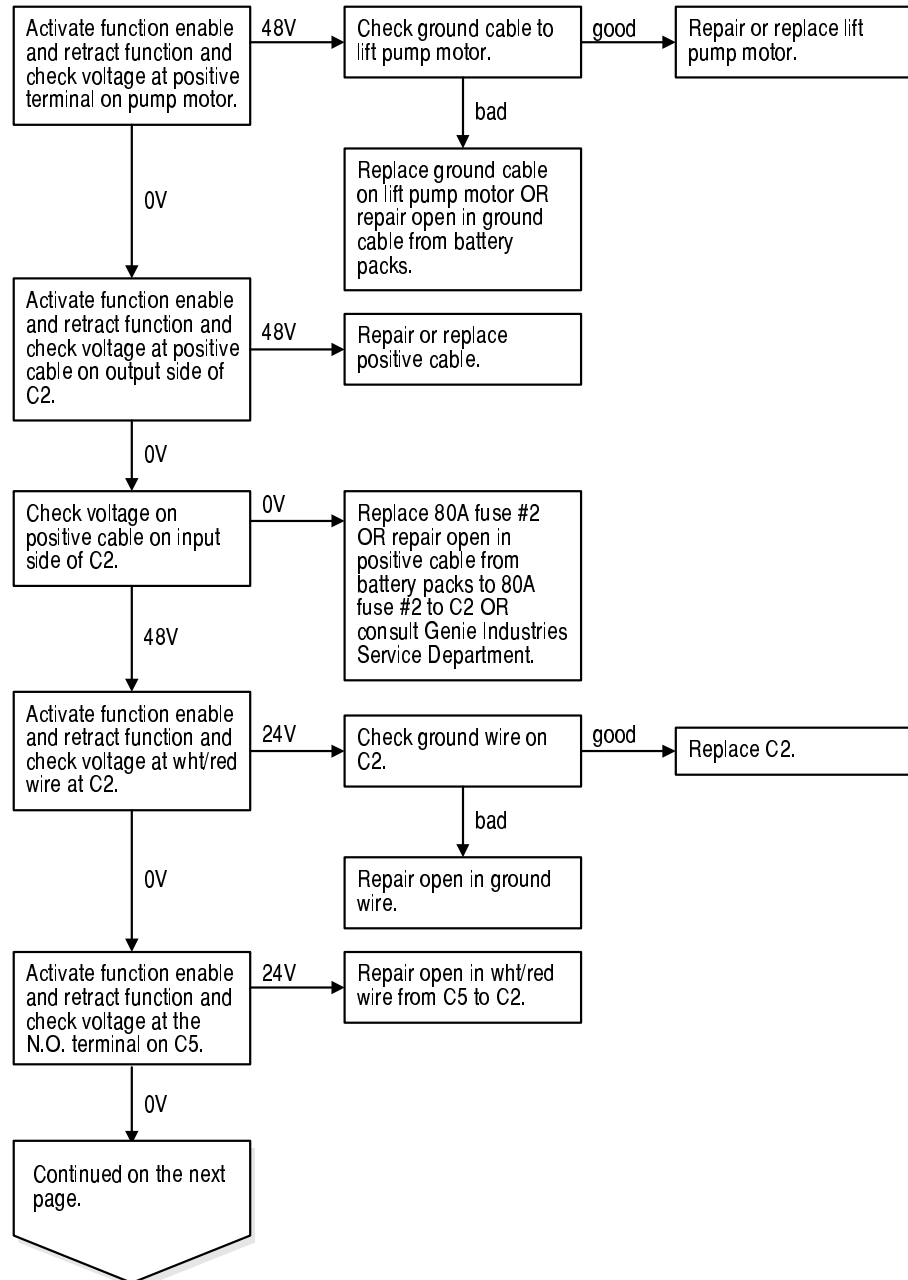 Activate function enable
and retract function and
check voltage at positive
terminal on pump motor.
48V
Check ground cable to
lift pump motor.
good
Repair or replace lift
pump motor.
bad
Replace ground cable
on lift pump motor OR
repair open in ground
cable from battery
packs.
0V
Activate function enable
and retract function and
check voltage at positive
cable on output side of
C2.
48V
Repair or replace
positive cable.
0V
Check voltage on
positive cable on input
side of C2.
0V
Replace 80A fuse #2
OR repair open in
positive cable from
battery packs to 80A
fuse #2 to C2 OR
consult Genie Industries
Service Department.
48V
Activate function enable
and retract function and
check voltage at wht/red
wire at C2.
24V
Check ground wire on
C2.
good
Replace C2.
bad
Repair open in ground
wire.
0V
Activate function enable
and retract function and
check voltage at the
N.O. terminal on C5.
24V
Repair open in wht/red
wire from C5 to C2.
0V
Continued on the next
page.